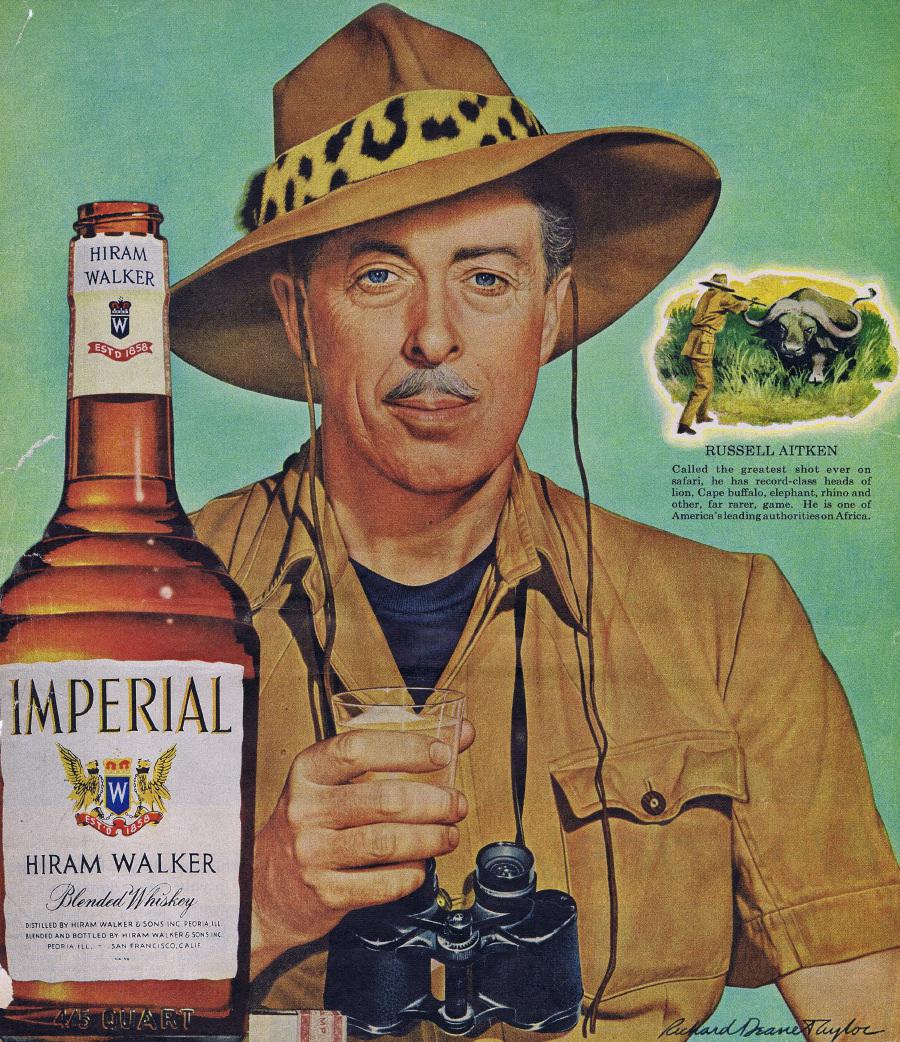 HIRAM
WALKER
W
ESTD 1858
RUSSELL AITKEN
Called the greatest shot ever on
safari, he has record-class heads of
lion, Cape buffalo, elephant, rhino and
other, far rarer, game. He is one of
America's leading authorities on Africa.
IMPERIAL
W
EST'D 1858
HIRAM WALKER
Blended Whiskey
DISTILLED BY HIRAM WALKER & SONS INC. PEORIA, ILL.
BLENDED AND BOTTLED BY HIRAM WALKER & SONS INC.
PEORIA, ILL. - SAN FRANCISCO, CALIF.
4/5 QUART
Richard Deane Taylor